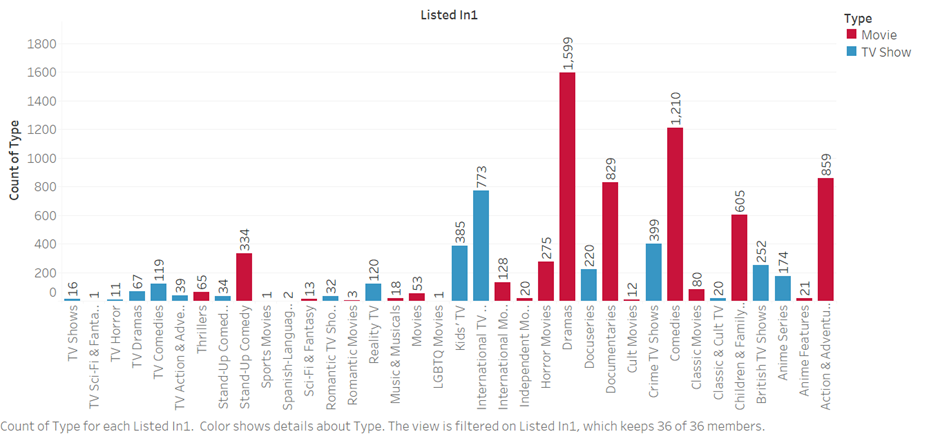 Listed In1
Type
Movie
TV Show
Count of Type
1800
1600
1400
1200
1000
800
600
400
200
0
16
1
11
67
119
39
65
34
334
1
2
13
32
3
120
18
53
1
385
773
128
20
275
1,599
220
829
12
399
1,210
80
20
605
252
174
21
859
TV Shows
TV Sci-Fi & Fanta..
TV Horror
TV Dramas
TV Comedies
TV Action & Adve..
Thrillers
Stand-Up Comed..
Stand-Up Comedy
Sports Movies
Spanish-Languag..
Sci-Fi & Fantasy
Romantic TV Sho..
Romantic Movies
Reality TV
Music & Musicals
Movies
LGBTQ Movies
Kids' TV
International TV ..
International Mo..
Independent Mo..
Horror Movies
Dramas
Docuseries
Documentaries
Cult Movies
Crime TV Shows
Comedies
Classic Movies
Classic & Cult TV
Children & Family..
British TV Shows
Anime Series
Anime Features
Action & Adventu..
Count of Type for each Listed In1. Color shows details about Type. The view is filtered on Listed In1, which keeps 36 of 36 members.